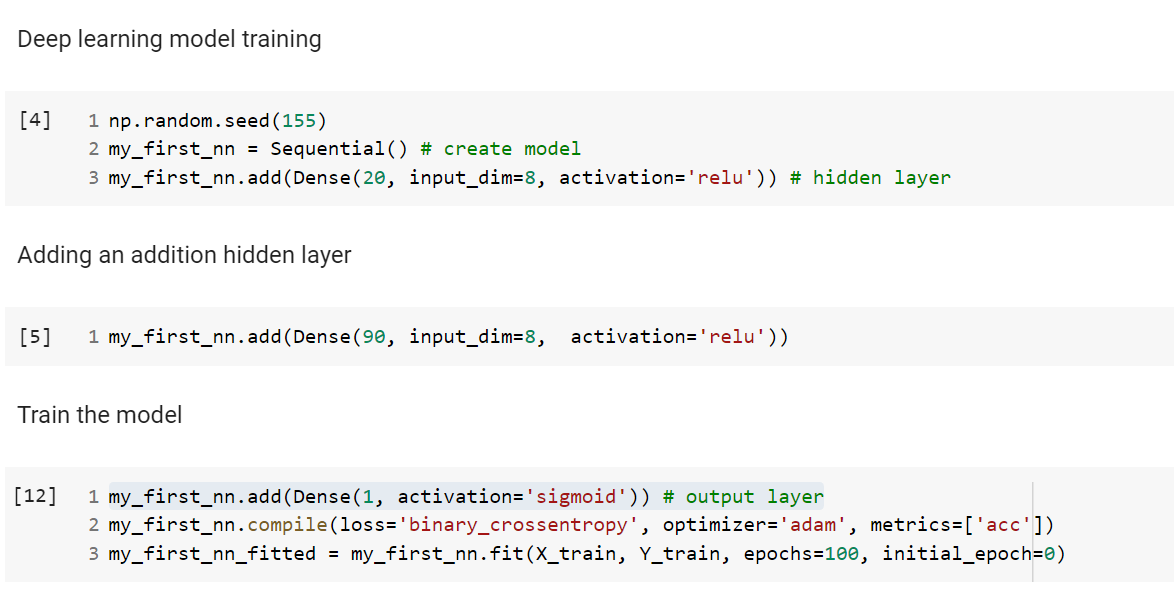 Deep learning model training
[4] 1 np.random.seed(155)
2 my_first_nn = Sequential() # create model
3 my_first_nn.add(Dense(20, input_dim=8, activation='relu')) # hidden layer
Adding an addition hidden layer
[5] 1 my_first_nn.add(Dense(90, input_dim=8,  activation='relu'))
Train the model
[12] 1 my_first_nn.add(Dense(1, activation='sigmoid')) # output layer
2 my_first_nn.compile(loss='binary_crossentropy', optimizer='adam', metrics=['acc'])
3 my_first_nn_fitted = my_first_nn.fit(X_train, Y_train, epochs=100, initial_epoch=0)